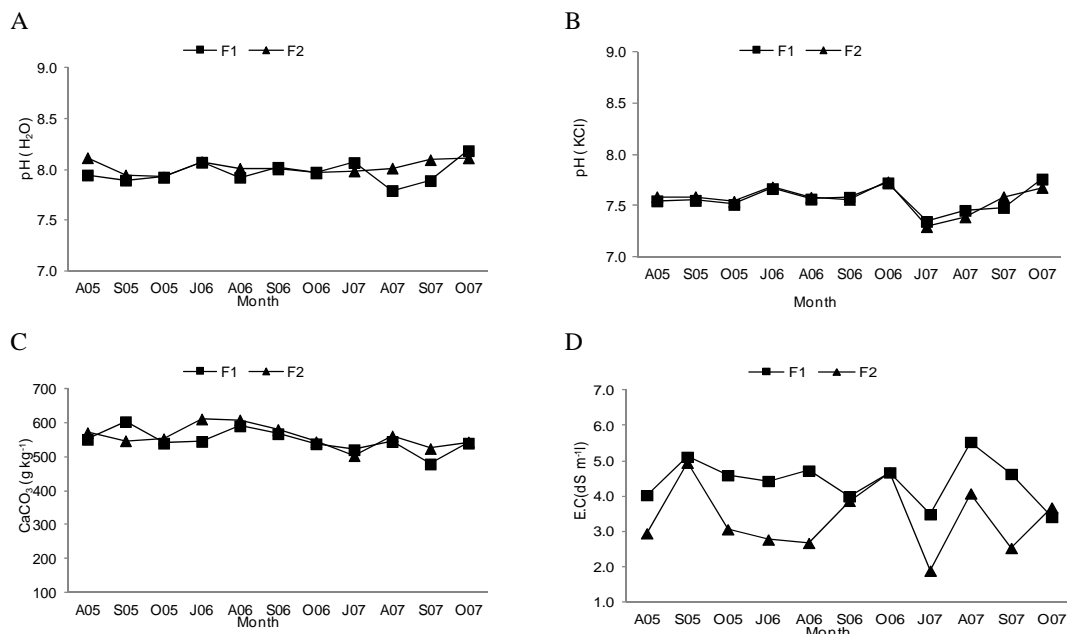 A
F1 F2
9.0
8.5
8.0
7.5
7.0
pH ( H₂O)
A05 S05 O05 J06 A06 S06 O06 J07 A07 S07 O07
Month
B
F1 F2
9.0
8.5
8.0
7.5
7.0
pH ( KCl)
A05 S05 O05 J06 A06 S06 O06 J07 A07 S07 O07
Month
C
F1 F2
700
600
500
400
300
200
100
CaCO₃ (g kg⁻¹)
A05 S05 O05 J06 A06 S06 O06 J07 A07 S07 O07
Month
D
F1 F2
7.0
6.0
5.0
4.0
3.0
2.0
1.0
E.C(dS m⁻¹)
A05 S05 O05 J06 A06 S06 O06 J07 A07 S07 O07
Month